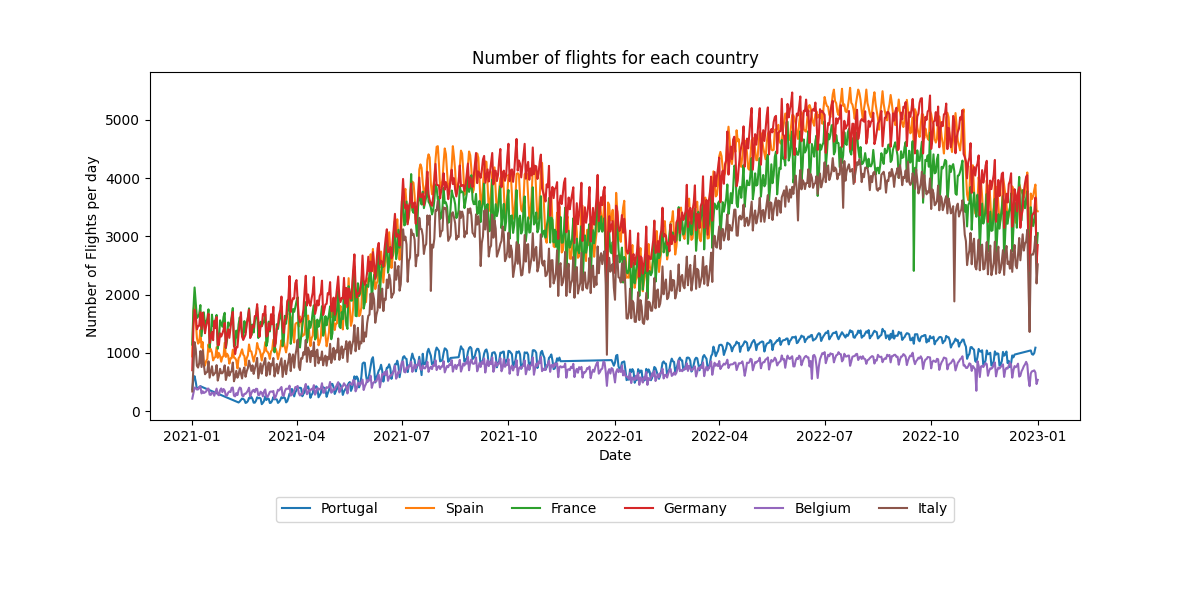 Number of flights for each country
Number of Flights per day
5000
4000
3000
2000
1000
0
2021-01 2021-04 2021-07 2021-10 2022-01 2022-04 2022-07 2022-10 2023-01
Date
Portugal Spain France Germany Belgium Italy